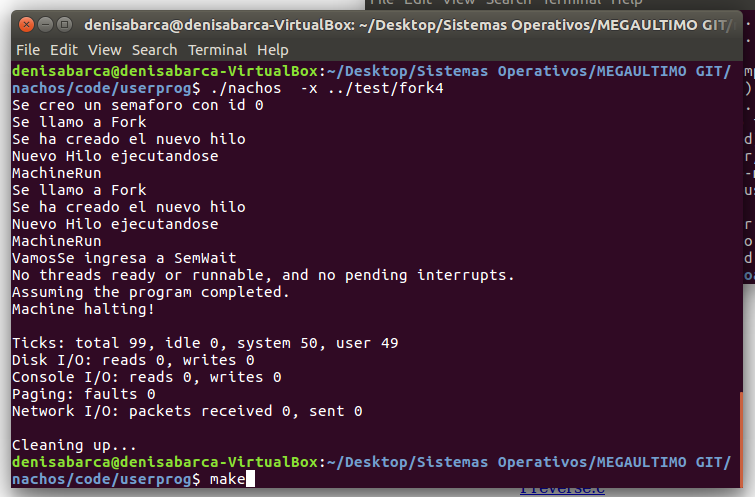 File Edit View Search Terminal Help
denisabarca@denisabarca-VirtualBox: ~/Desktop/Sistemas Operativos/MEGAULTIMO GIT/
File Edit View Search Terminal Help
denisabarca@denisabarca-VirtualBox:~/Desktop/Sistemas Operativos/MEGAULTIMO GIT/
nachos/code/userprog$ ./nachos  -x ../test/fork4
Se creo un semaforo con id 0
Se llamo a Fork
Se ha creado el nuevo hilo
Nuevo Hilo ejecutandose
MachineRun
Se llamo a Fork
Se ha creado el nuevo hilo
Nuevo Hilo ejecutandose
MachineRun
VamosSe ingresa a SemWait
No threads ready or runnable, and no pending interrupts.
Assuming the program completed.
Machine halting!
Ticks: total 99, idle 0, system 50, user 49
Disk I/O: reads 0, writes 0
Console I/O: reads 0, writes 0
Paging: faults 0
Network I/O: packets received 0, sent 0
Cleaning up...
denisabarca@denisabarca-VirtualBox:~/Desktop/Sistemas Operativos/MEGAULTIMO GIT/
nachos/code/userprog$ make